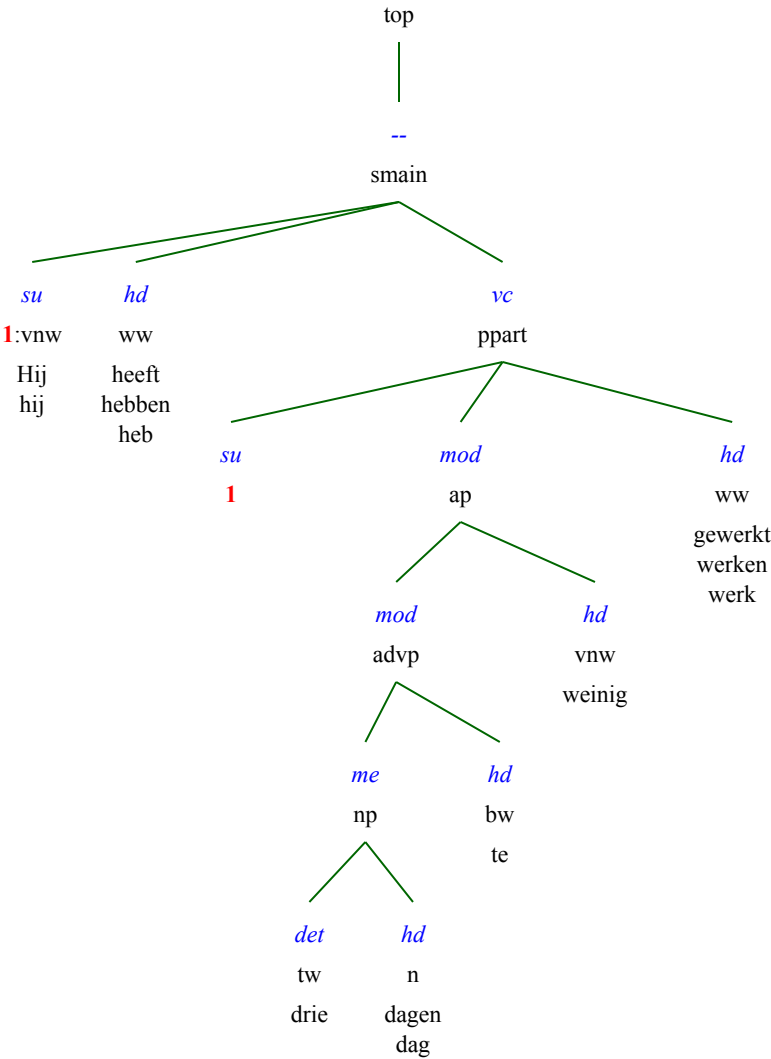 top
--
smain
su hd vc
1:vnw ww ppart
Hij heeft
hij hebben
heb
su mod hd
1 ap ww
gewerkt
werken
werk
mod hd
advp vnw
weinig
me hd
np bw
te
det hd
tw n
drie dagen
dag